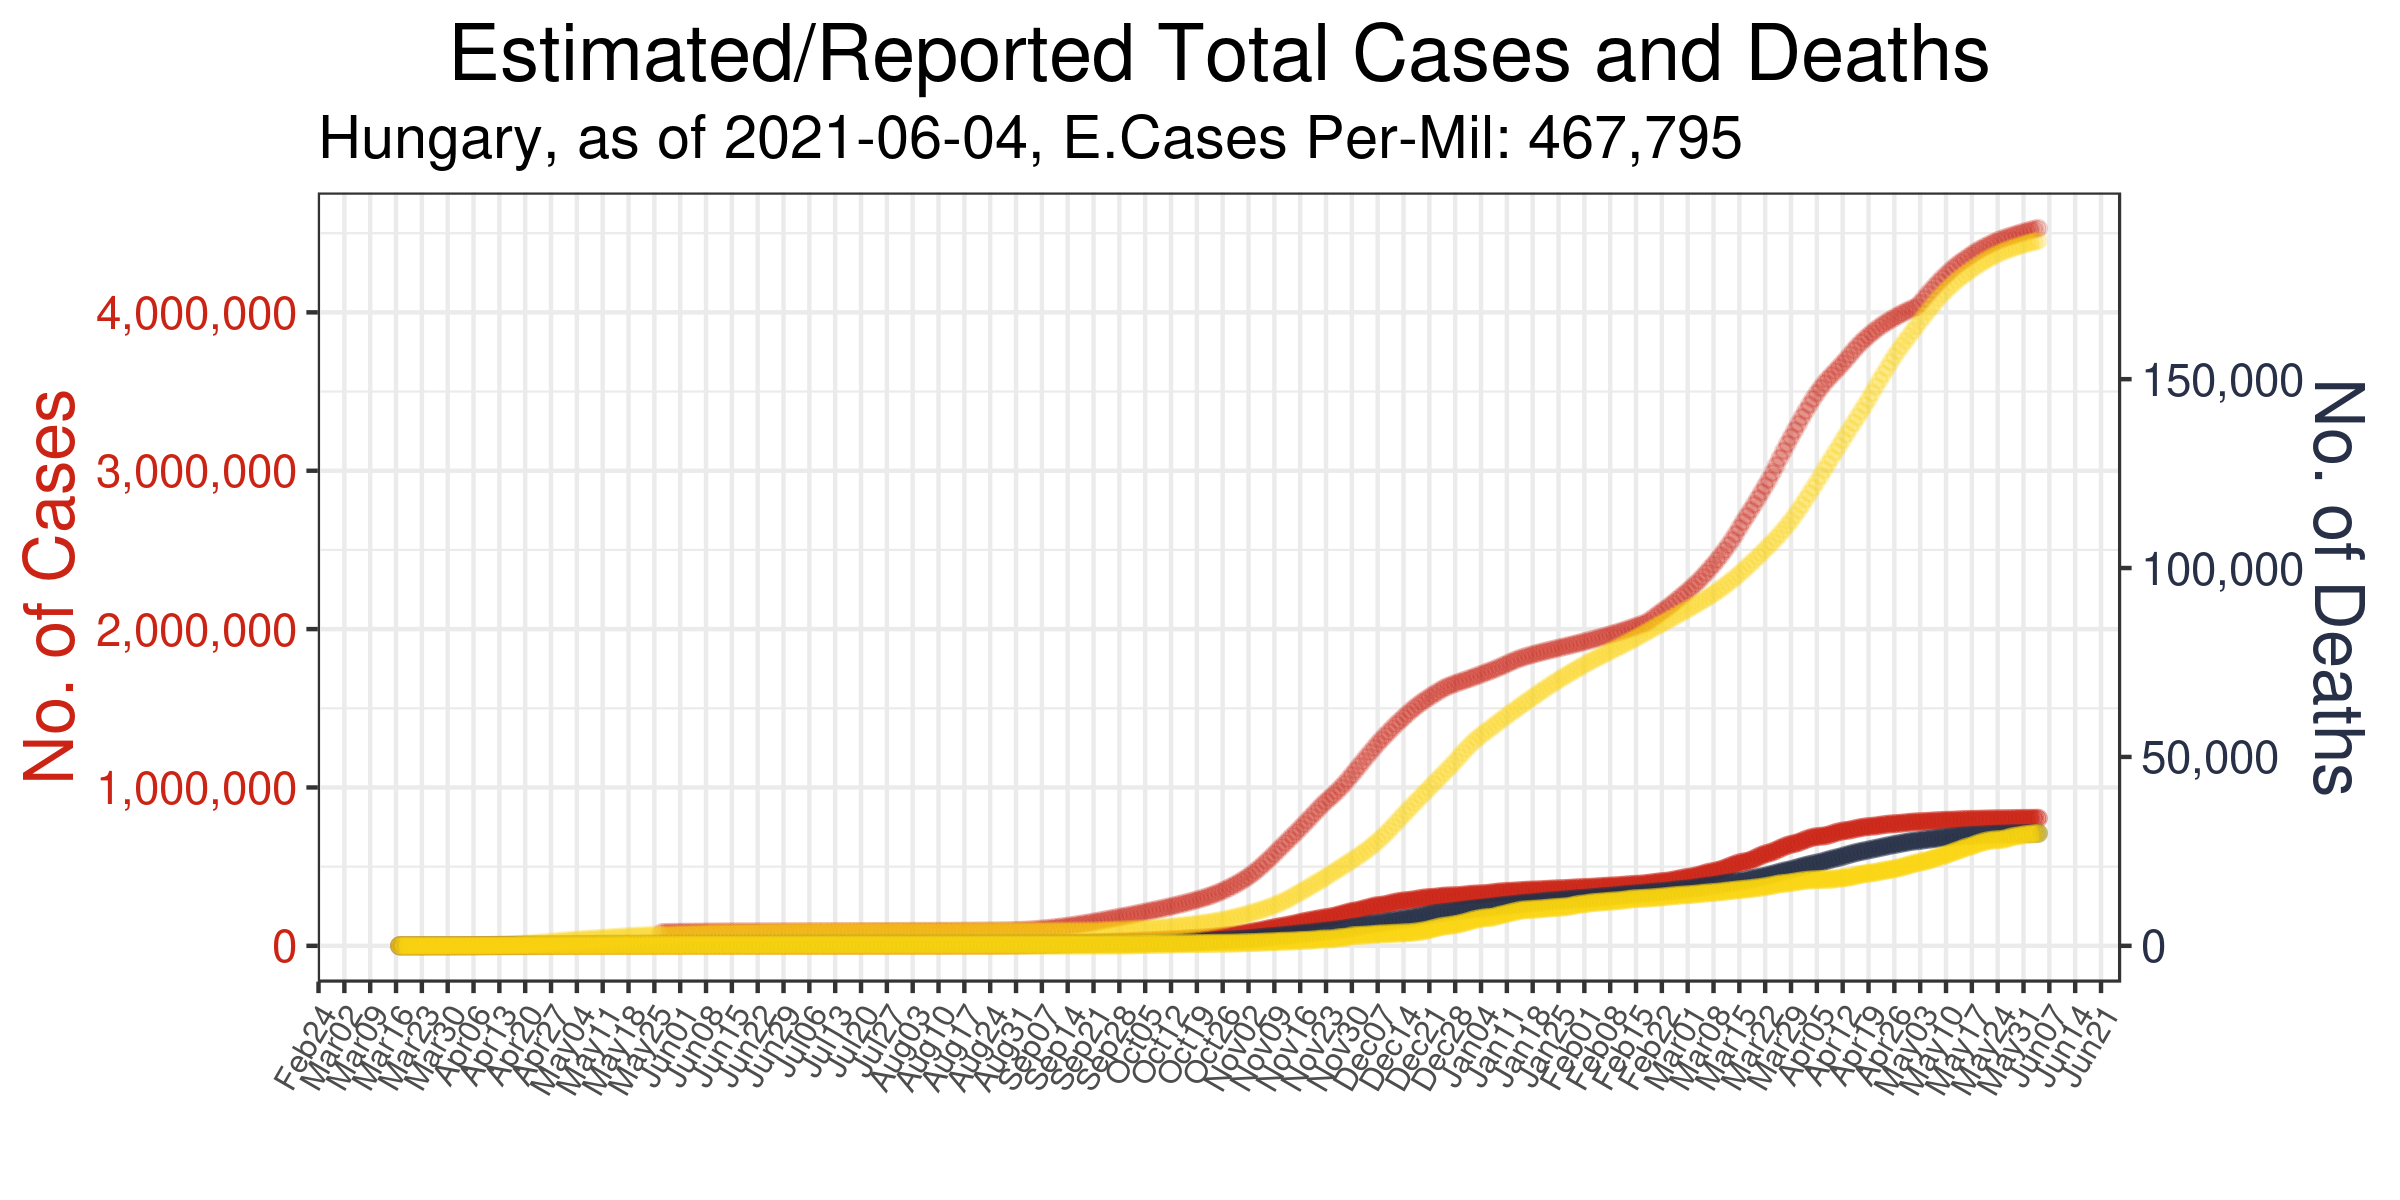 Estimated/Reported Total Cases and Deaths
Hungary, as of 2021-06-04, E.Cases Per-Mil: 467,795
No. of Cases
4,000,000
3,000,000
2,000,000
1,000,000
0
150,000
100,000
50,000
0
No. of Deaths
Feb24
Mar02
Mar09
Mar16
Mar23
Mar30
Apr06
Apr13
Apr20
Apr27
May04
May11
May18
May25
Jun01
Jun08
Jun15
Jun22
Jun29
Jul06
Jul13
Jul20
Jul27
Aug03
Aug10
Aug17
Aug24
Aug31
Sep07
Sep14
Sep21
Sep28
Oct05
Oct12
Oct19
Oct26
Nov02
Nov09
Nov16
Nov23
Nov30
Dec07
Dec14
Dec21
Dec28
Jan04
Jan11
Jan18
Jan25
Feb01
Feb08
Feb15
Feb22
Mar01
Mar08
Mar15
Mar22
Mar29
Apr05
Apr12
Apr19
Apr26
May03
May10
May17
May24
May31
Jun07
Jun14
Jun21